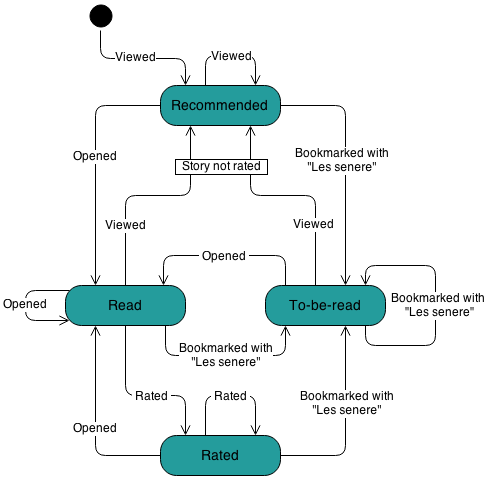 Viewed
Viewed
Recommended
Opened
Bookmarked with
"Les senere"
Story not rated
Viewed
Viewed
Opened
Opened
Read
To-be-read
Bookmarked with
"Les senere"
Bookmarked with
"Les senere"
Rated
Rated
Bookmarked with
"Les senere"
Opened
Rated